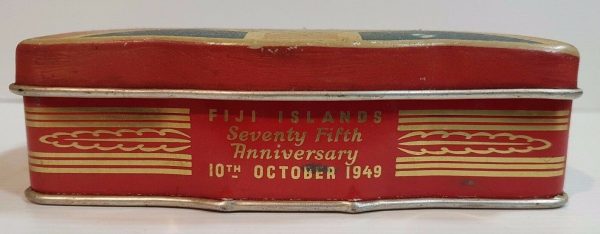 FIJI ISLANDS
Seventy Fifth
Anniversary
10TH OCTOBER 1949